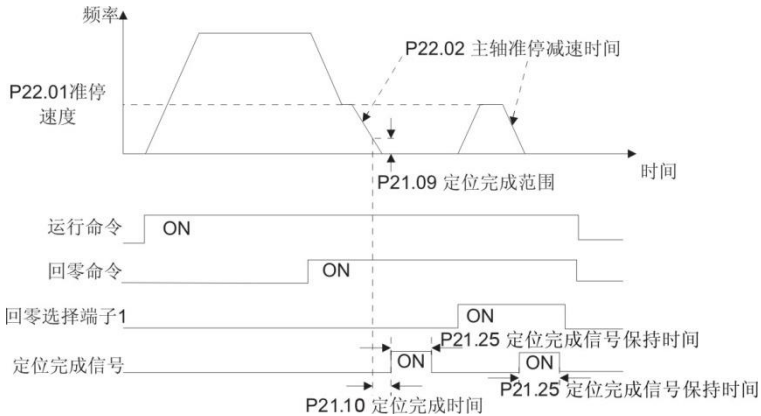 频率
P22.02 主轴准停减速时间
P22.01准停
速度
时间
P21.09 定位完成范围
运行命令
ON
回零命令
ON
回零选择端子1
ON
P21.25 定位完成信号保持时间
定位完成信号
ON
ON
P21.25 定位完成信号保持时间
P21.10 定位完成时间